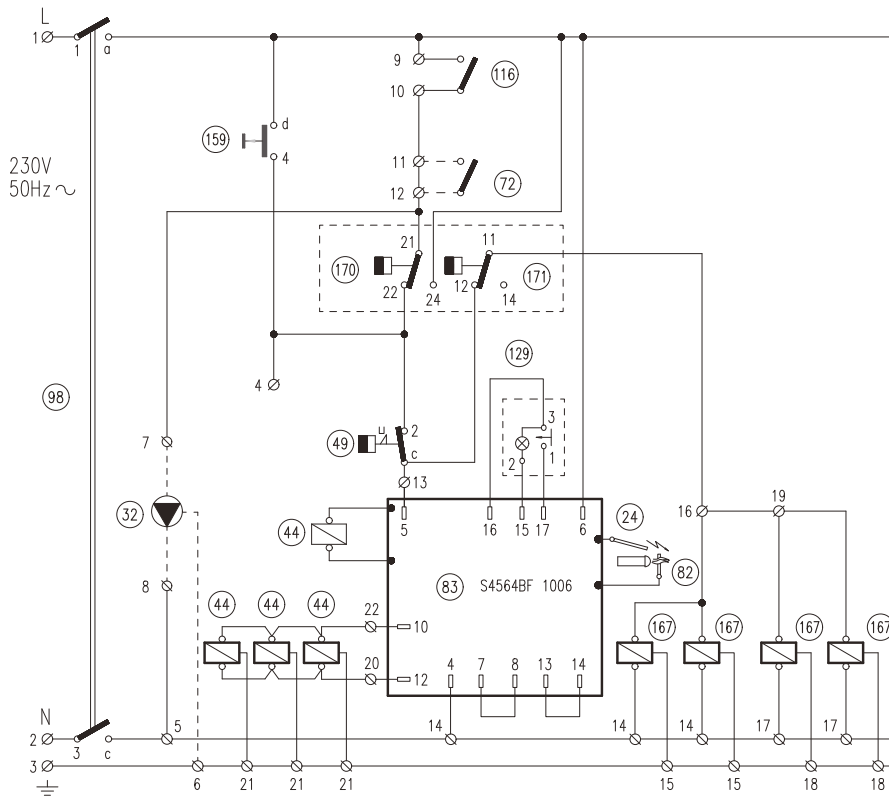 L
1 1 a
9
116
10
d
159
4
11
230V
50Hz
72
12
21 11
170 171
22 24 12 14
129
4
98
2
3
7 49 u
c 1
2
13
16 19
32 5 16 15 17 6 24
44
83 S4564BF 1006 82
8
44 44 44 22 10 167 167 167 167
20 12 4 7 8 13 14
N
2 3 c 5 14 14 14 17 17
3 6 21 21 21 15 15 18 18